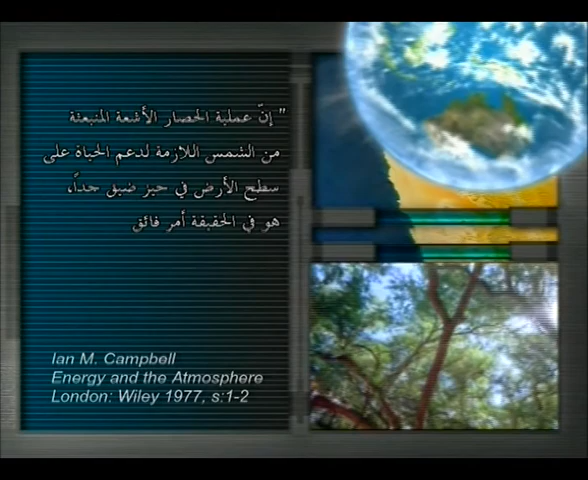 " إنّ عملية انحصار الأشعة المنبعثة
من الشمس اللازمة لدعم الحياة على
سطح الأرض في حيز ضيق جداً،
هو في الحقيقة أمر فائق
Ian M. Campbell
Energy and the Atmosphere
London: Wiley 1977, s:1-2